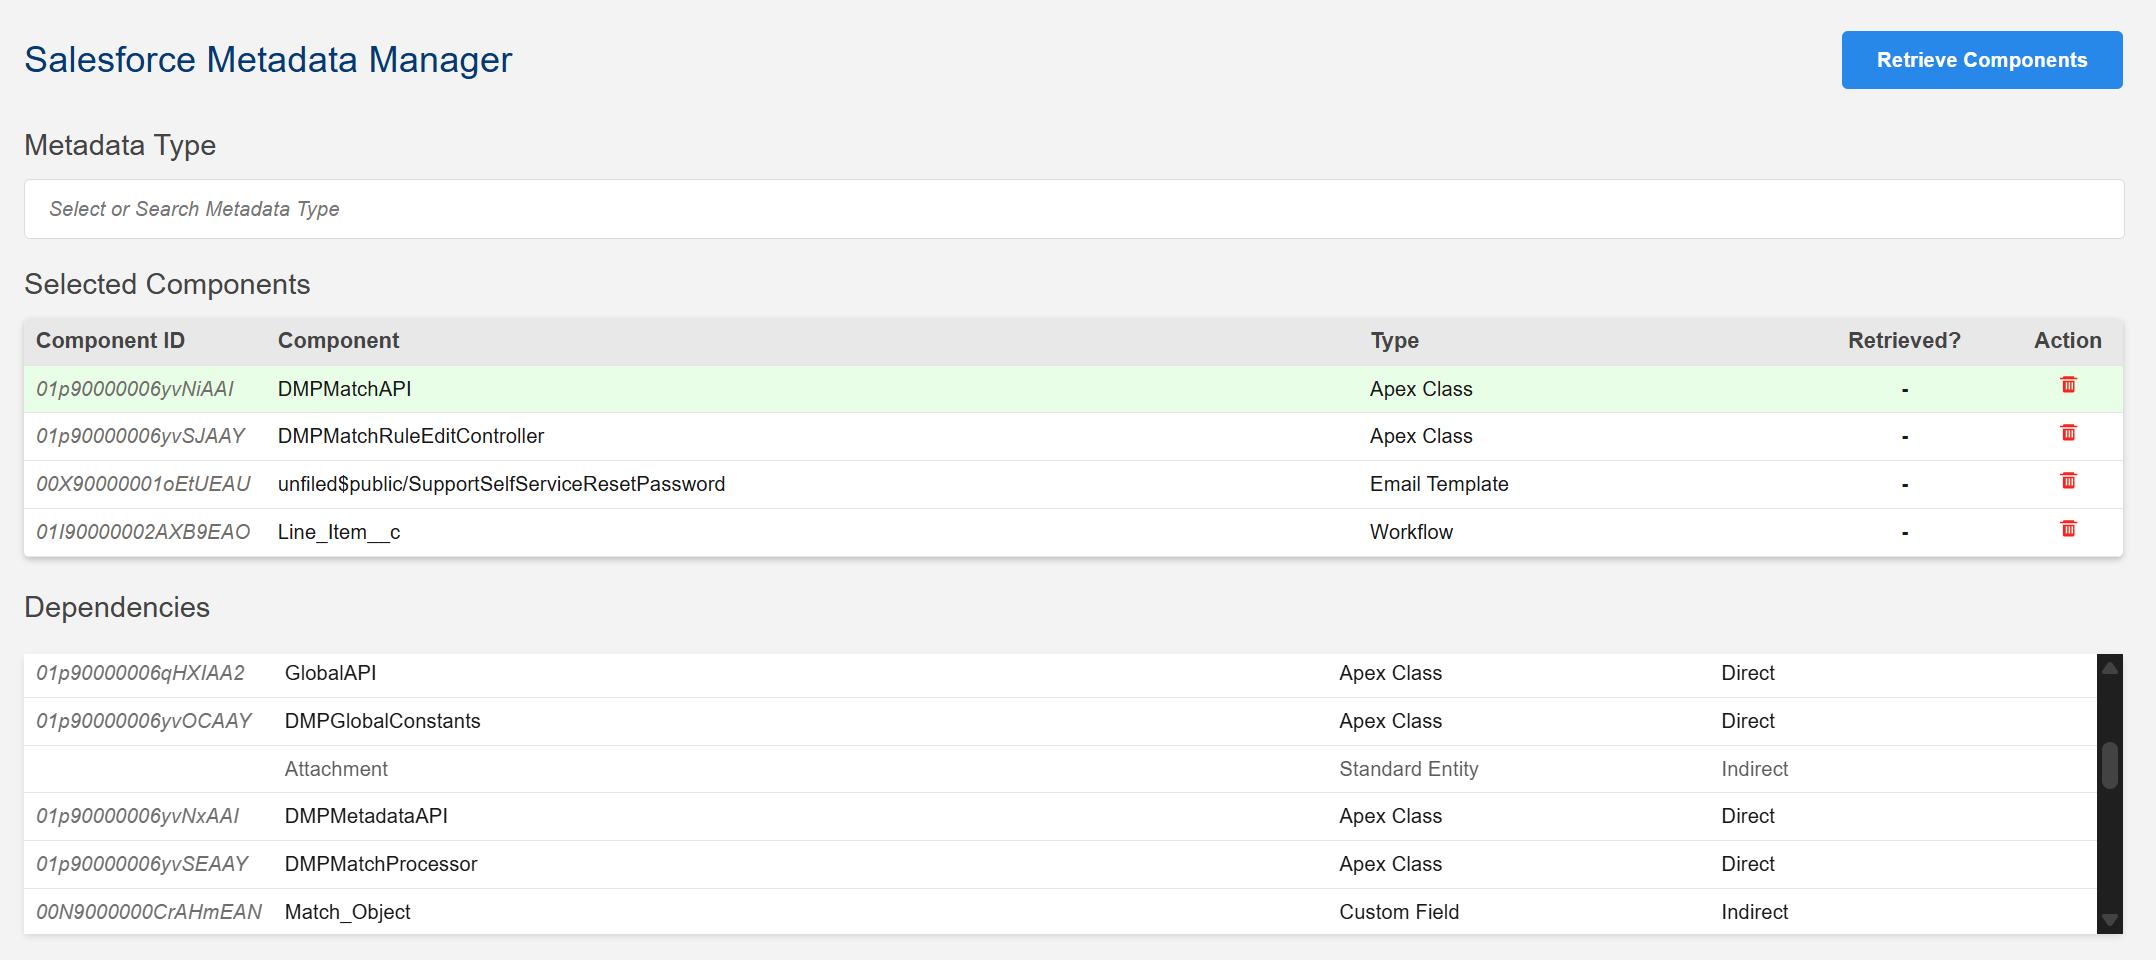 Salesforce Metadata Manager
Retrieve Components
Metadata Type
Select or Search Metadata Type
Selected Components
Component ID Component Type Retrieved? Action
01p90000006yvNiAAI DMPMatchAPI Apex Class -
01p90000006yvSJAAY DMPMatchRuleEditController Apex Class -
00X90000001oEtUEAU unfiled$public/SupportSelfServiceResetPassword Email Template -
01I90000002AXB9EAO Line_Item__c Workflow -
Dependencies
01p90000006qHXIAA2 GlobalAPI Apex Class Direct
01p90000006yvOCAAY DMPGlobalConstants Apex Class Direct
Attachment Standard Entity Indirect
01p90000006yvNxAAI DMPMetadataAPI Apex Class Direct
01p90000006yvSEAAY DMPMatchProcessor Apex Class Direct
00N9000000CrAHmEAN Match_Object Custom Field Indirect